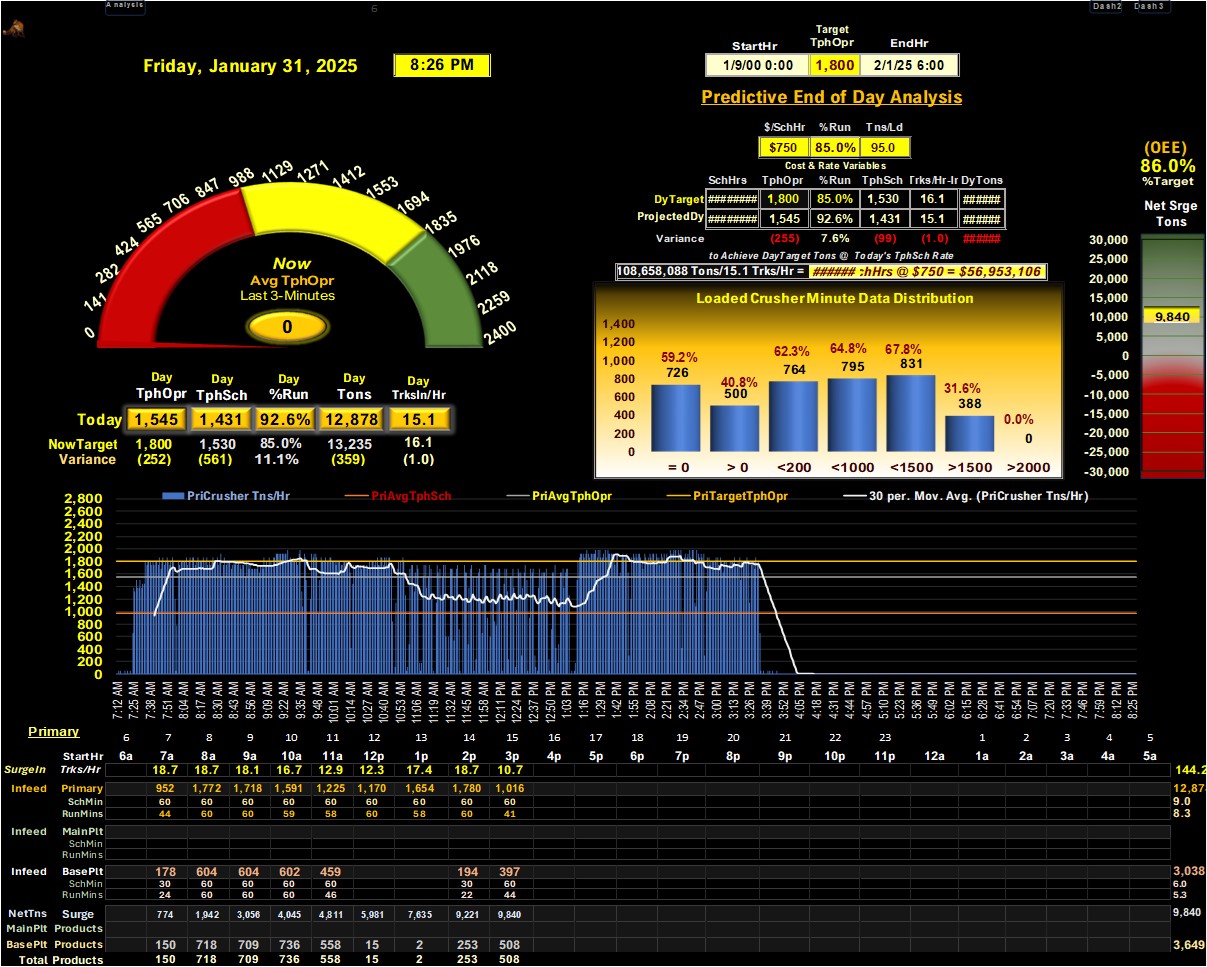 Analysis 6 Dash2 Dash3
Target
StartHr TphOpr EndHr
Friday, January 31, 2025 8:26 PM 1/9/00 0:00 1,800 2/1/25 6:00
Predictive End of Day Analysis
$/SchHr %Run Tns/Ld
$750 85.0% 95.0
Cost & Rate Variables
SchHrs TphOpr %Run TphSch Trks/Hr-Ir DyTons
DyTarget ######## 1,800 85.0% 1,530 16.1 ######
ProjectedDy ######## 1,545 92.6% 1,431 15.1 ######
Variance (255) 7.6% (99) (1.0) ######
to Achieve DayTarget Tons @ Today's TphSch Rate
108,658,088 Tons/15.1 Trks/Hr = ###### :hHrs @ $750 = $56,953,106
(OEE)
86.0%
%Target
Net Srge
Tons
30,000
25,000
20,000
15,000
10,000
9,840
5,000
0
-5,000
-10,000
-15,000
-20,000
-25,000
-30,000
0 141 282 424 565 706 847 988 1129 1271 1412 1553 1694 1835 1976 2118 2259 2400
Now
Avg TphOpr
Last 3-Minutes
0
Loaded Crusher Minute Data Distribution
1,400
1,200
1,000
800
600
400
200
0
59.2% 40.8% 62.3% 64.8% 67.8% 31.6% 0.0%
726 500 764 795 831 388 0
= 0 > 0 <200 <1000 <1500 >1500 >2000
Day Day Day Day Day
TphOpr TphSch %Run Tons TrksIn/Hr
Today 1,545 1,431 92.6% 12,878 15.1
NowTarget 1,800 1,530 85.0% 13,235 16.1
Variance (252) (561) 11.1% (359) (1.0)
PriCrusher Tns/Hr PriAvgTphSch PriAvgTphOpr PriTargetTphOpr 30 per. Mov. Avg. (PriCrusher Tns/Hr)
2,800
2,600
2,400
2,200
2,000
1,800
1,600
1,400
1,200
1,000
800
600
400
200
0
7:12 AM 7:25 AM 7:38 AM 7:51 AM 8:04 AM 8:17 AM 8:30 AM 8:43 AM 8:56 AM 9:09 AM 9:22 AM 9:35 AM 9:48 AM 10:01 AM 10:14 AM 10:27 AM 10:40 AM 10:53 AM 11:06 AM 11:19 AM 11:32 AM 11:45 AM 11:58 AM 12:11 PM 12:24 PM 12:37 PM 12:50 PM 1:03 PM 1:16 PM 1:29 PM 1:42 PM 1:55 PM 2:08 PM 2:21 PM 2:34 PM 2:47 PM 3:00 PM 3:13 PM 3:26 PM 3:39 PM 3:52 PM 4:05 PM 4:18 PM 4:31 PM 4:44 PM 4:57 PM 5:10 PM 5:23 PM 5:36 PM 5:49 PM 6:02 PM 6:15 PM 6:28 PM 6:41 PM 6:54 PM 7:07 PM 7:20 PM 7:33 PM 7:46 PM 7:59 PM 8:12 PM 8:25 PM
Primary
6 7 8 9 10 11 12 13 14 15 16 17 18 19 20 21 22 23 1 2 3 4 5
StartHr 6a 7a 8a 9a 10a 11a 12p 1p 2p 3p 4p 5p 6p 7p 8p 9p 10p 11p 12a 1a 2a 3a 4a 5a
SurgeIn Trks/Hr 18.7 18.7 18.1 16.7 12.9 12.3 17.4 18.7 10.7 144.2
Infeed Primary 952 1,772 1,718 1,591 1,225 1,170 1,654 1,780 1,016 12,87
SchMin 60 60 60 60 60 60 60 60 60 9.0
RunMins 44 60 60 59 58 60 58 60 41 8.3
Infeed MainPlt
SchMin
RunMins
Infeed BasePlt 178 604 604 602 459 194 397 3,038
SchMin 30 60 60 60 60 30 60 6.0
RunMins 24 60 60 60 46 22 44 5.3
NetTns Surge 774 1,942 3,056 4,045 4,811 5,981 7,635 9,221 9,840 9,840
MainPlt Products
BasePlt Products 150 718 709 736 558 15 2 253 508 3,649
Total Products 150 718 709 736 558 15 2 253 508